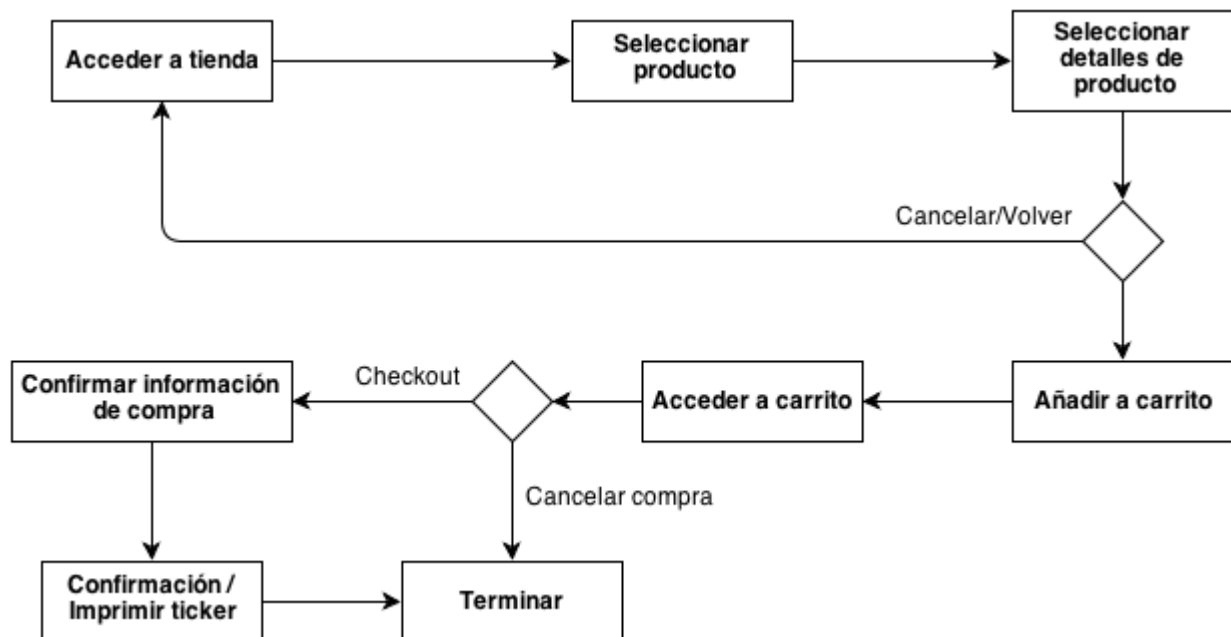 Acceder a tienda
Seleccionar
producto
Seleccionar
detalles de
producto
Cancelar/Volver
Confirmar información
de compra
Checkout
Acceder a carrito
Añadir a carrito
Cancelar compra
Confirmación /
Imprimir ticker
Terminar